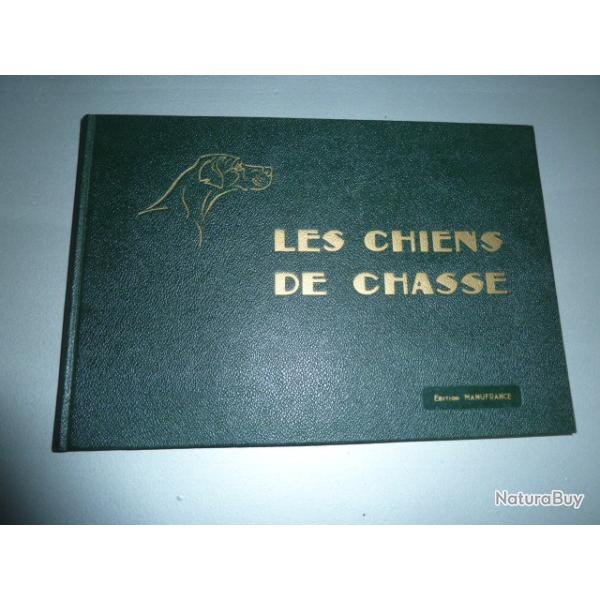 LES CHIENS
DE CHASSE
Edition MANUFRANCE
NaturaBuy